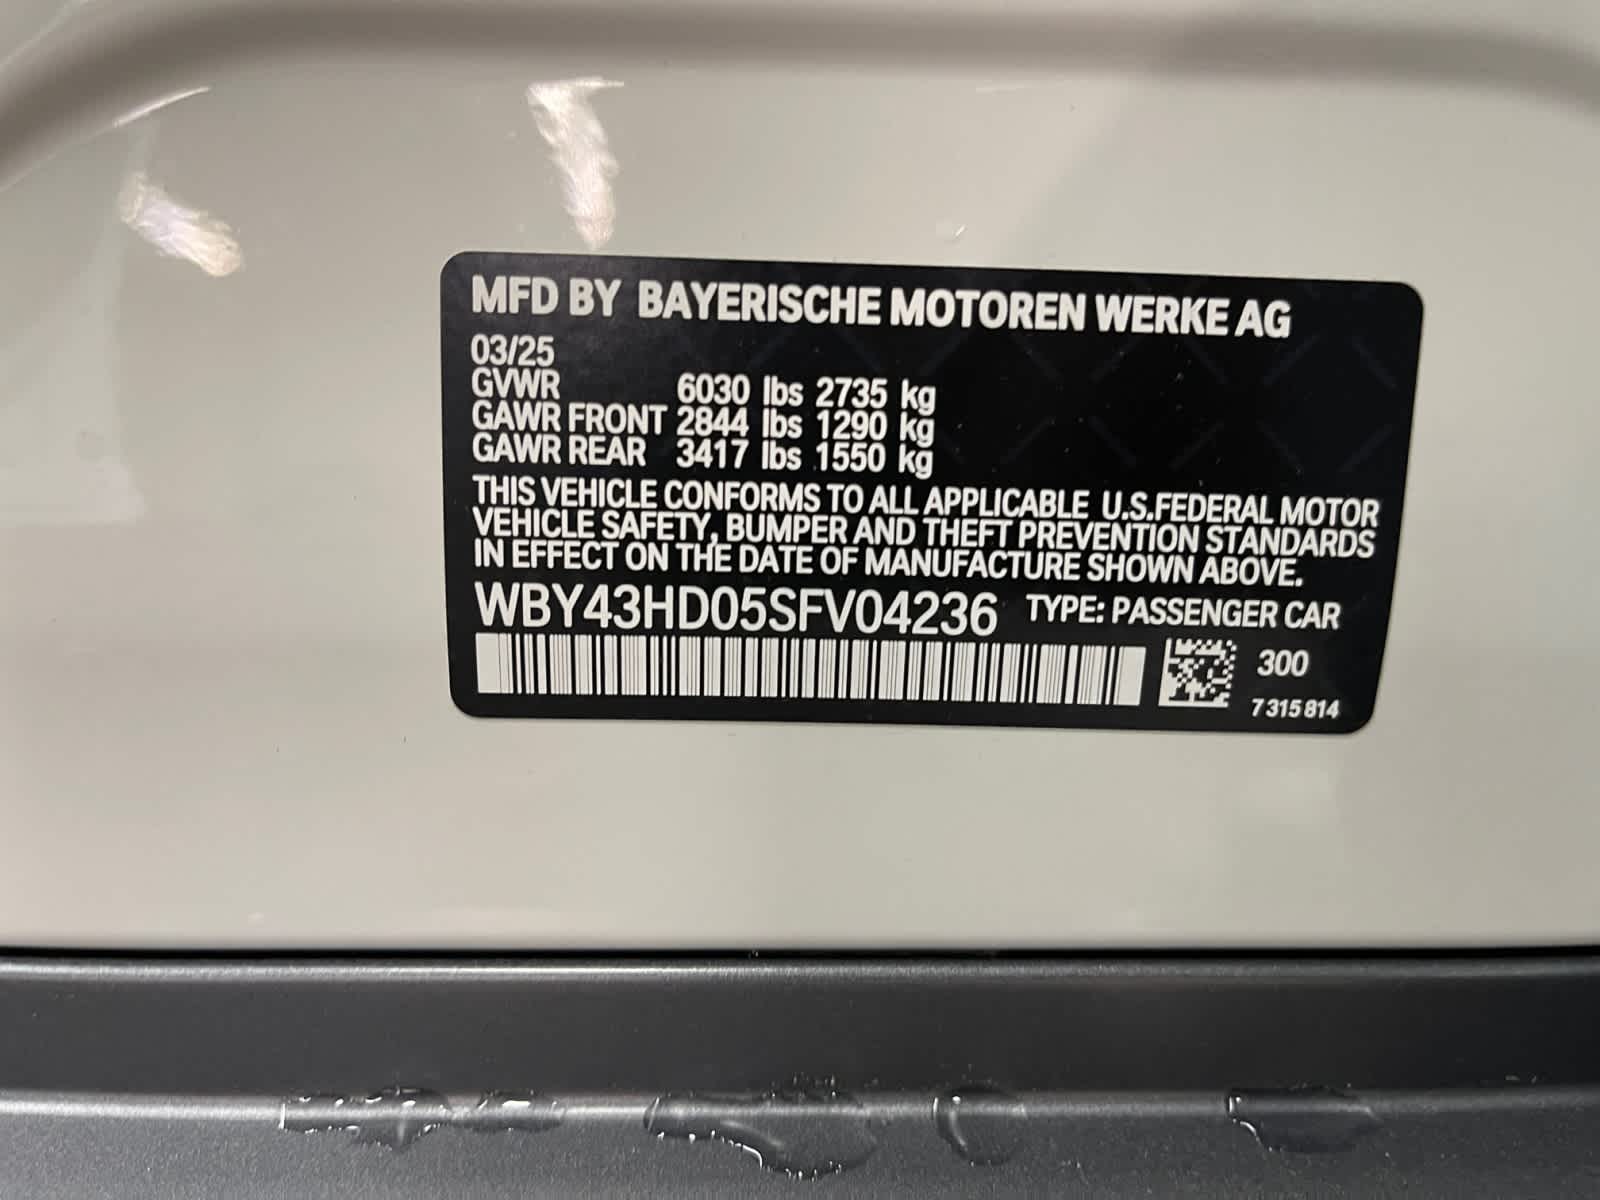 MFD BY BAYERISCHE MOTOREN WERKE AG
03/25
GVWR 6030 lbs 2735 kg
GAWR FRONT 2844 lbs 1290 kg
GAWR REAR 3417 lbs 1550 kg
THIS VEHICLE CONFORMS TO ALL APPLICABLE U.S.FEDERAL MOTOR
VEHICLE SAFETY, BUMPER AND THEFT PREVENTION STANDARDS
IN EFFECT ON THE DATE OF MANUFACTURE SHOWN ABOVE.
WBY43HD05SFV04236 TYPE: PASSENGER CAR
300
7 315 814